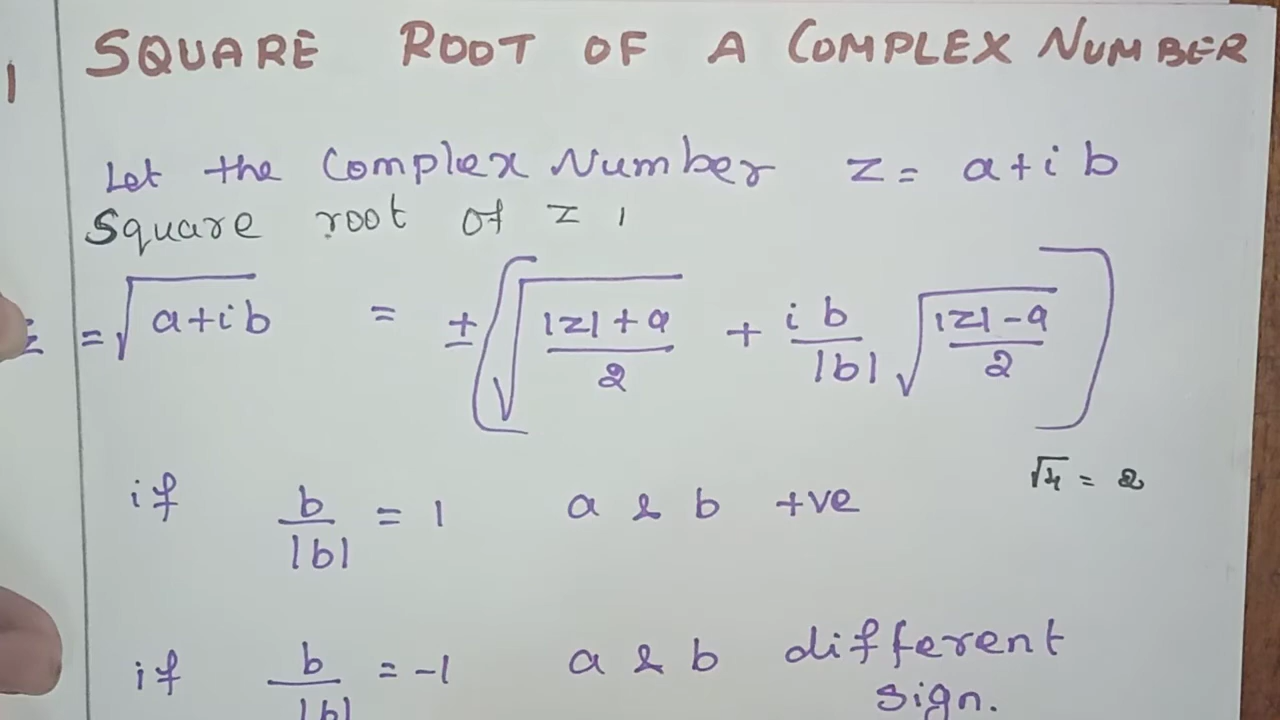 1 SQUARE ROOT OF A COMPLEX NUMBER
Let the Complex Number z = a+ib
Square root of z ,
= √(a+ib) = ± [ √((|z|+a)/2) + i b/|b| √((|z|-a)/2) ]
√4 = 2
if b/|b| = 1 a & b +ve
if b/|b| = -1 a & b different
sign.